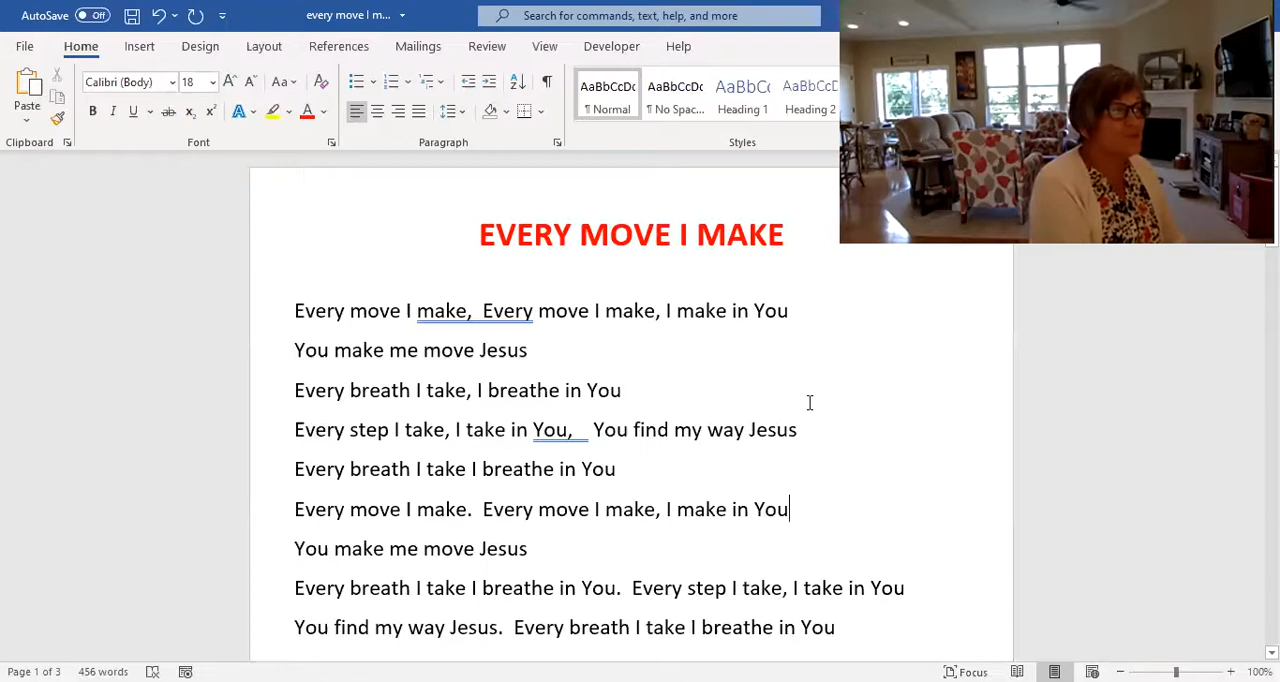 AutoSave Off every move I m... Search for commands, text, help, and more
File Home Insert Design Layout References Mailings Review View Developer Help
Paste Calibri (Body) 18 Aa AaBbCcDc AaBbCcDc AaBbCc AaBbCcD
B I U ab x₂ x² A A Normal No Spac... Heading 1 Heading 2
Clipboard Font Paragraph Styles
EVERY MOVE I MAKE
Every move I make,  Every move I make, I make in You
You make me move Jesus
Every breath I take, I breathe in You
Every step I take, I take in You,   You find my way Jesus
Every breath I take I breathe in You
Every move I make.  Every move I make, I make in You
You make me move Jesus
Every breath I take I breathe in You.  Every step I take, I take in You
You find my way Jesus.  Every breath I take I breathe in You
Page 1 of 3 456 words Focus 100%